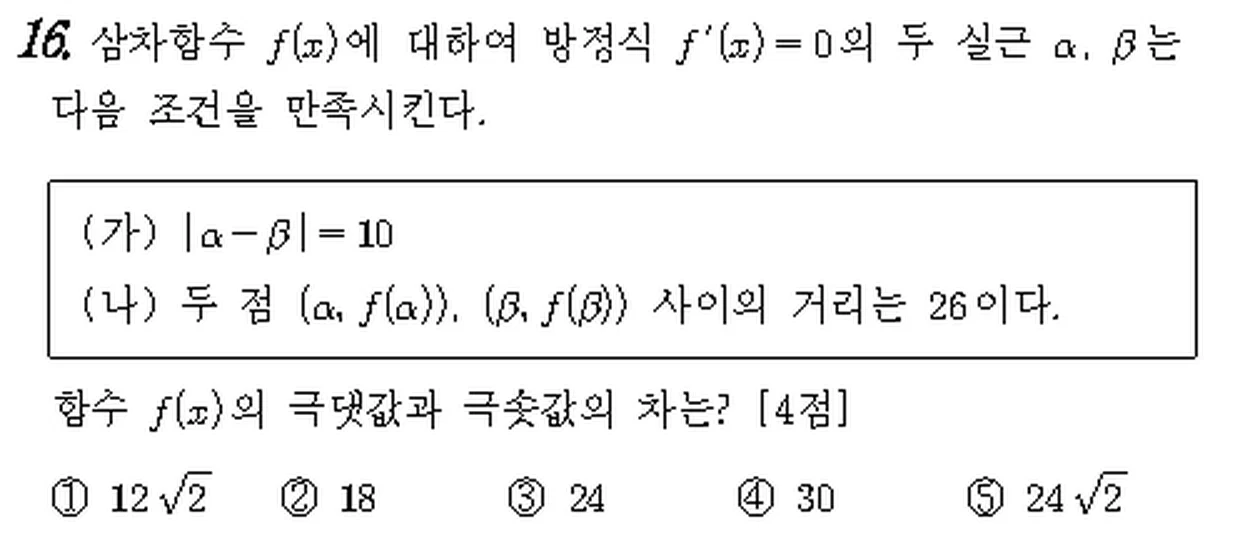 16. 삼차함수 f(x)에 대하여 방정식 f′(x)=0의 두 실근 α, β는
다음 조건을 만족시킨다.
(가) |α-β|=10
(나) 두 점 (α, f(α)), (β, f(β)) 사이의 거리는 26이다.
함수 f(x)의 극댓값과 극솟값의 차는? [4점]
① 12√2 ② 18 ③ 24 ④ 30 ⑤ 24√2